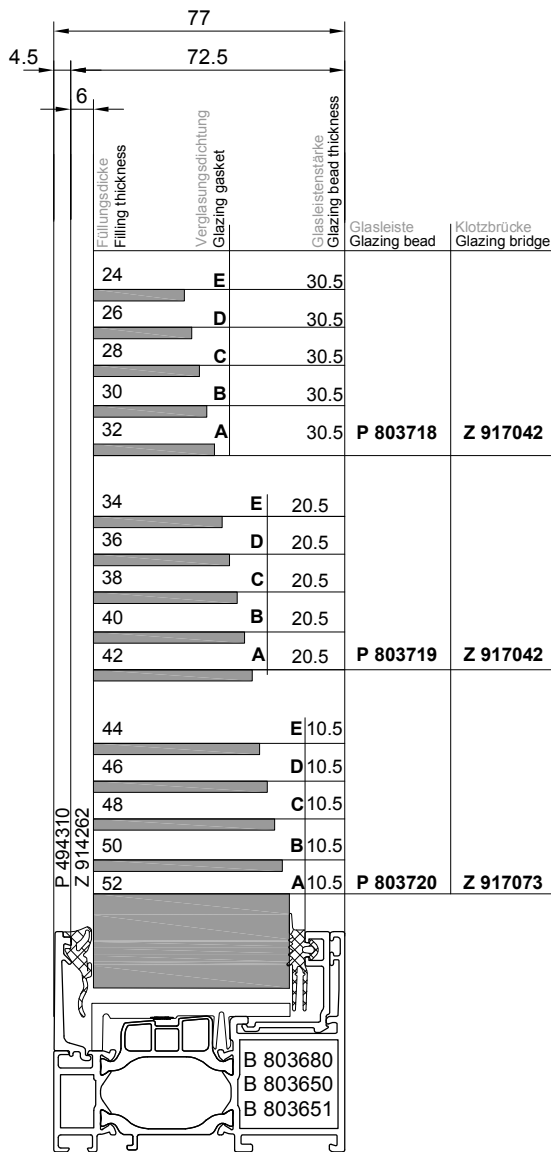 77
4.5 72.5
6
Füllungsdicke
Filling thickness
Verglasungsdichtung
Glazing gasket
Glasleistenstärke
Glazing bead thickness
Glasleiste
Glazing bead
Klotzbrücke
Glazing bridge
24 E 30.5
26 D 30.5
28 C 30.5
30 B 30.5
32 A 30.5 P 803718 Z 917042
34 E 20.5
36 D 20.5
38 C 20.5
40 B 20.5
42 A 20.5 P 803719 Z 917042
44 E 10.5
46 D 10.5
48 C 10.5
50 B 10.5
52 A 10.5 P 803720 Z 917073
P 494310
Z 914262
B 803680
B 803650
B 803651